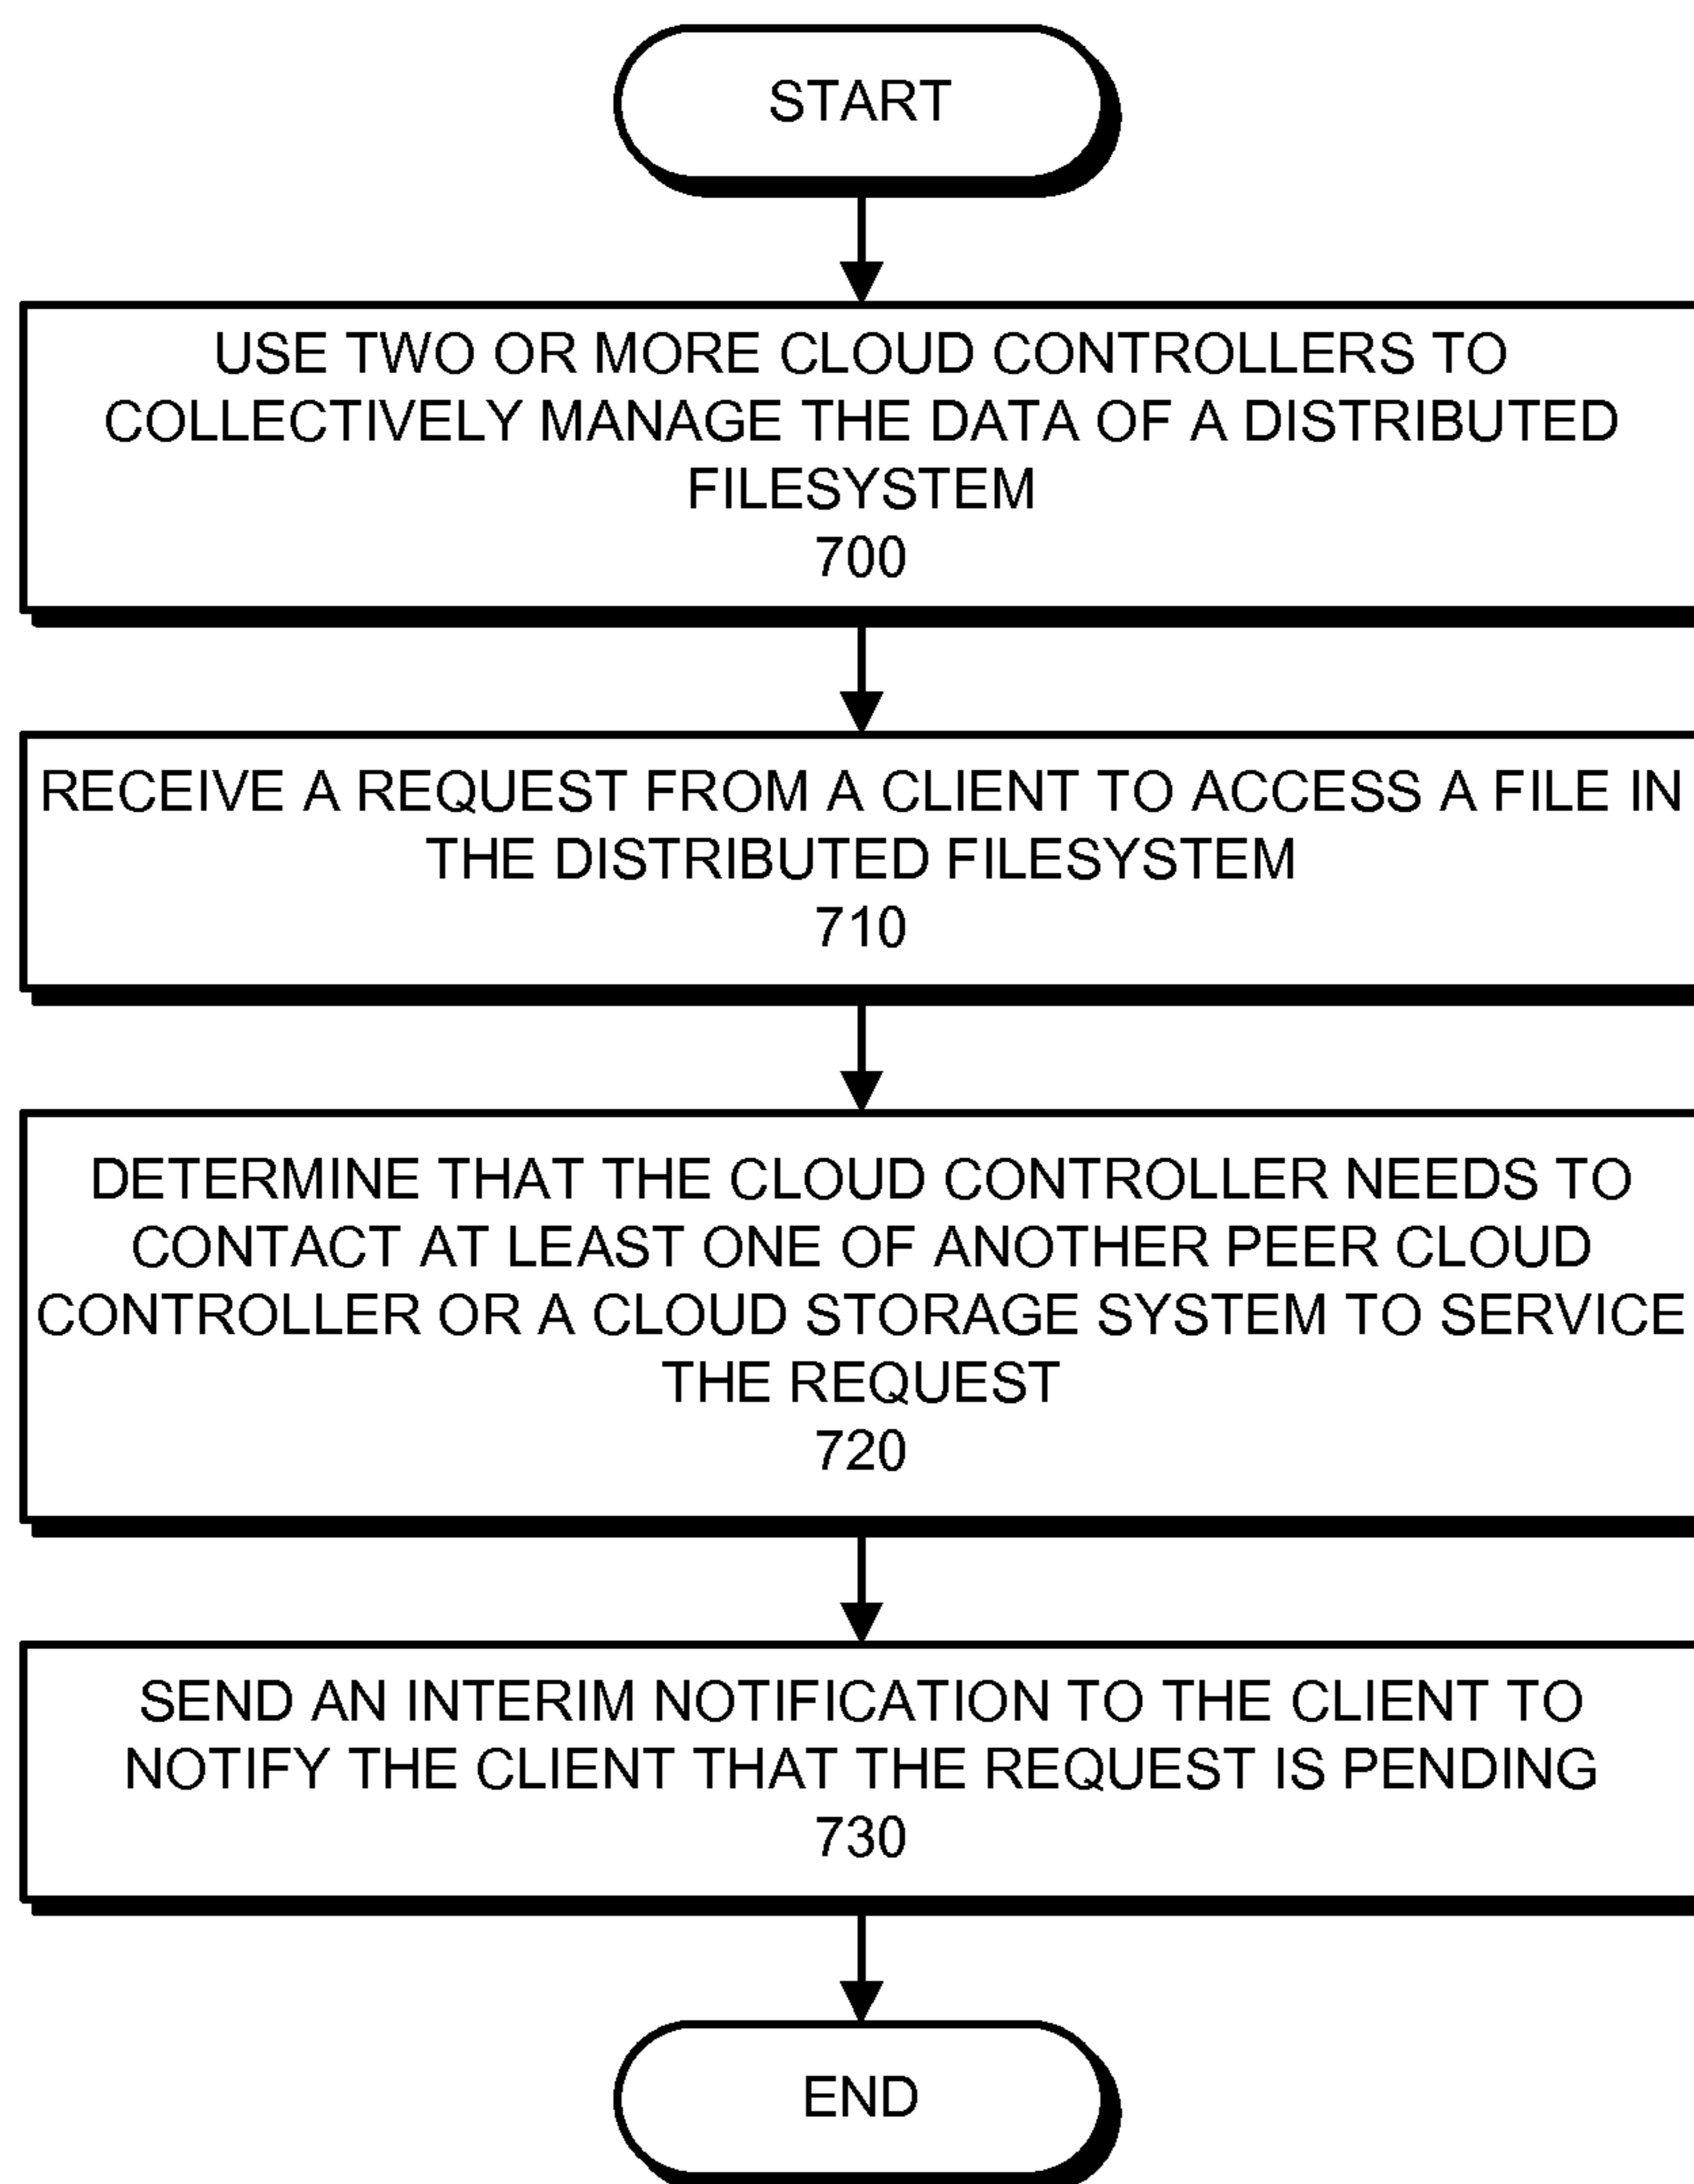 START
USE TWO OR MORE CLOUD CONTROLLERS TO
COLLECTIVELY MANAGE THE DATA OF A DISTRIBUTED
FILESYSTEM
700
RECEIVE A REQUEST FROM A CLIENT TO ACCESS A FILE IN
THE DISTRIBUTED FILESYSTEM
710
DETERMINE THAT THE CLOUD CONTROLLER NEEDS TO
CONTACT AT LEAST ONE OF ANOTHER PEER CLOUD
CONTROLLER OR A CLOUD STORAGE SYSTEM TO SERVICE
THE REQUEST
720
SEND AN INTERIM NOTIFICATION TO THE CLIENT TO
NOTIFY THE CLIENT THAT THE REQUEST IS PENDING
730
END